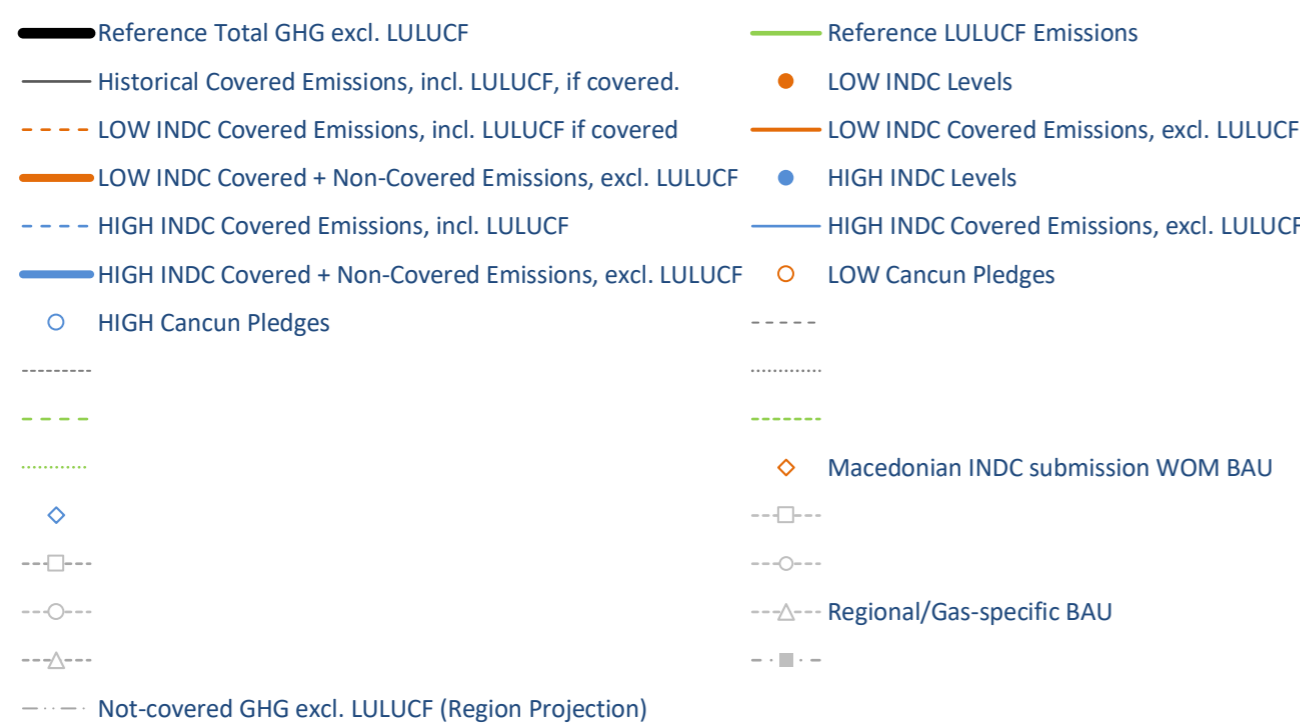 Reference Total GHG excl. LULUCF
Reference LULUCF Emissions
Historical Covered Emissions, incl. LULUCF, if covered.
LOW INDC Levels
LOW INDC Covered Emissions, incl. LULUCF if covered
LOW INDC Covered Emissions, excl. LULUCF
LOW INDC Covered + Non-Covered Emissions, excl. LULUCF
HIGH INDC Levels
HIGH INDC Covered Emissions, incl. LULUCF
HIGH INDC Covered Emissions, excl. LULUCF
HIGH INDC Covered + Non-Covered Emissions, excl. LULUCF
LOW Cancun Pledges
HIGH Cancun Pledges
Macedonian INDC submission WOM BAU
Regional/Gas-specific BAU
Not-covered GHG excl. LULUCF (Region Projection)